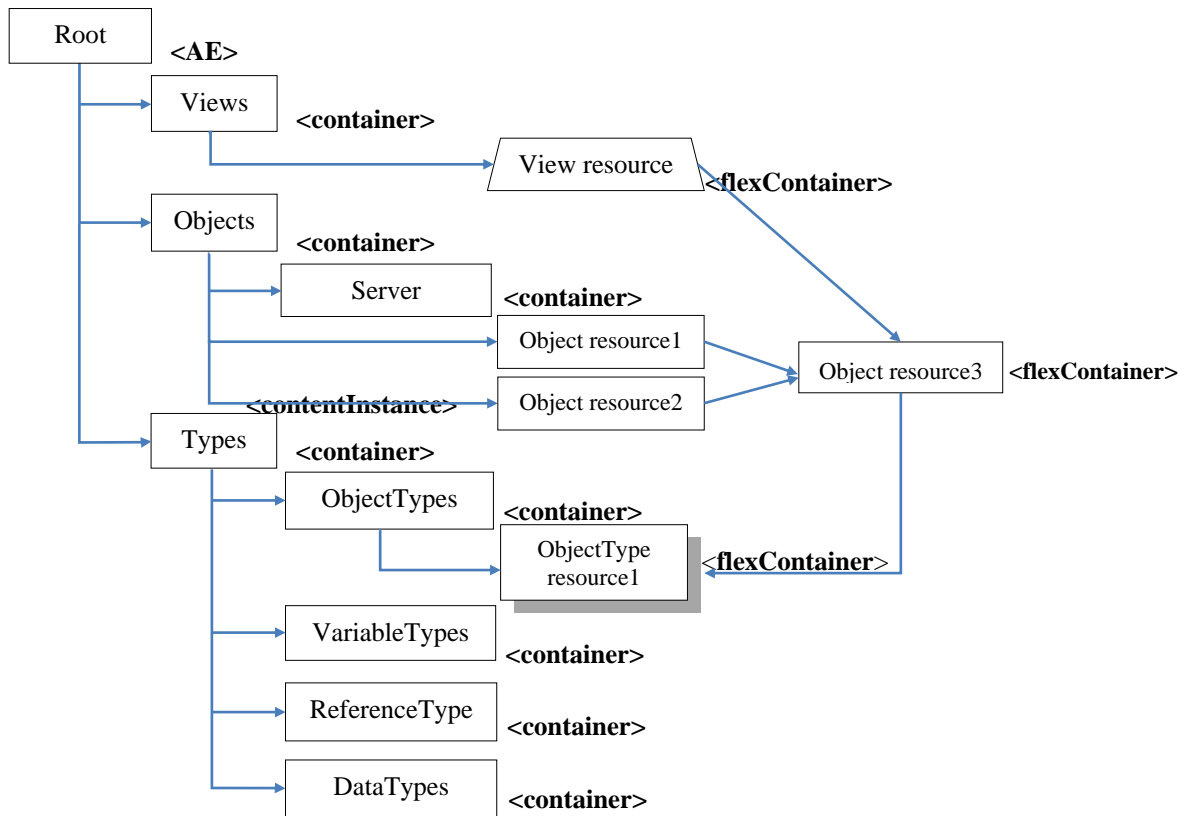 Root
<AE>
Views
<container>
View resource
<flexContainer>
Objects
<container>
Server
<container>
Object resource1
Object resource3
<flexContainer>
Object resource2
<contentInstance>
Types
<container>
ObjectTypes
<container>
ObjectType
resource1
<flexContainer>
VariableTypes
<container>
ReferenceType
<container>
DataTypes
<container>